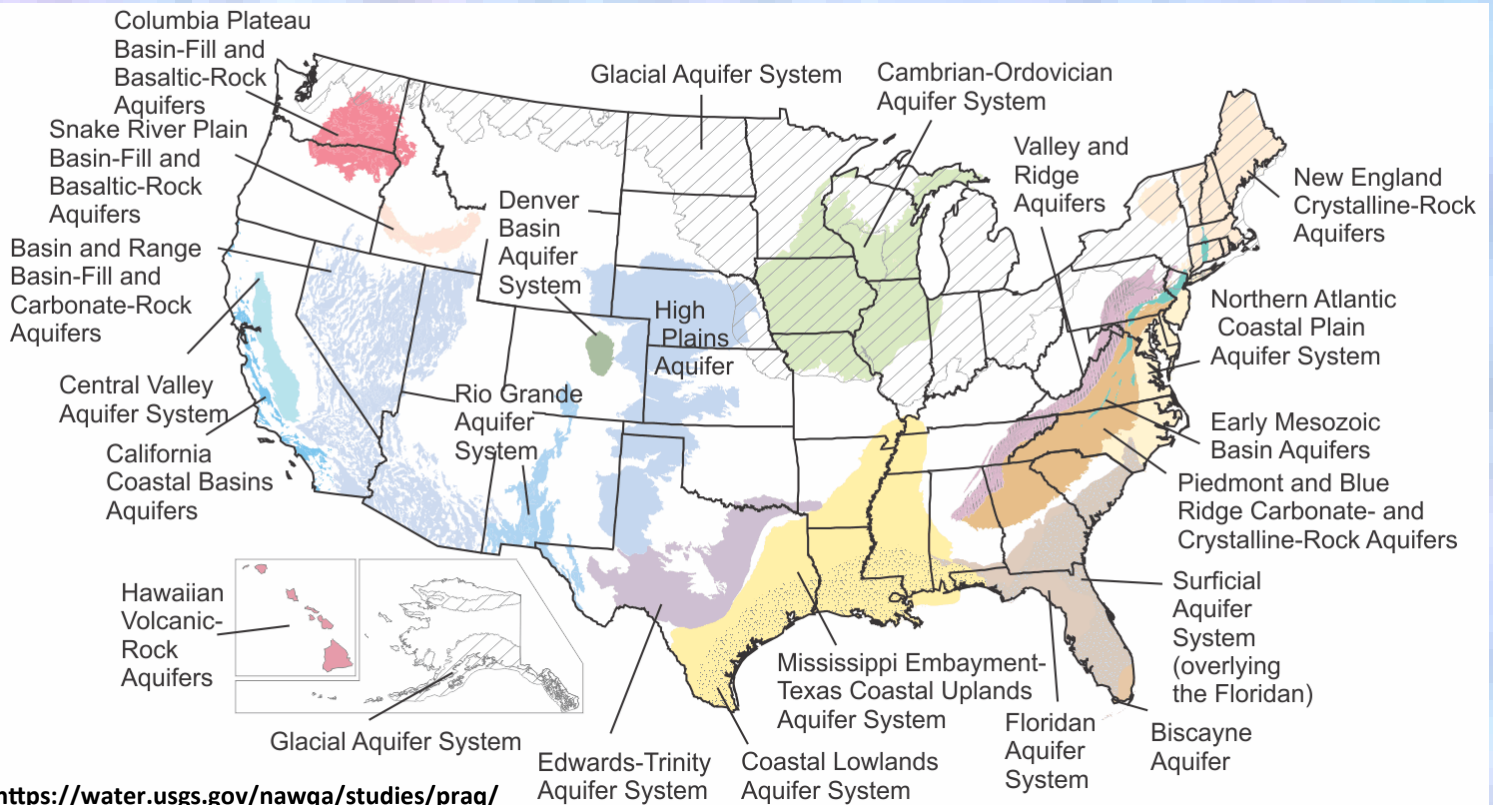 Columbia Plateau
Basin-Fill and
Basaltic-Rock
Aquifers
Snake River Plain
Basin-Fill and
Basaltic-Rock
Aquifers
Basin and Range
Basin-Fill and
Carbonate-Rock
Aquifers
Central Valley
Aquifer System
California
Coastal Basins
Aquifers
Hawaiian
Volcanic-
Rock
Aquifers
Glacial Aquifer System
Denver
Basin
Aquifer
System
High
Plains
Aquifer
Rio Grande
Aquifer
System
Glacial Aquifer System
Cambrian-Ordovician
Aquifer System
Valley and
Ridge
Aquifers
New England
Crystalline-Rock
Aquifers
Northern Atlantic
Coastal Plain
Aquifer System
Early Mesozoic
Basin Aquifers
Piedmont and Blue
Ridge Carbonate- and
Crystalline-Rock Aquifers
Surficial
Aquifer
System
(overlying
the Floridan)
Biscayne
Aquifer
Floridan
Aquifer
System
Mississippi Embayment-
Texas Coastal Uplands
Aquifer System
Coastal Lowlands
Aquifer System
Edwards-Trinity
Aquifer System
https://water.usgs.gov/nawqa/studies/praq/